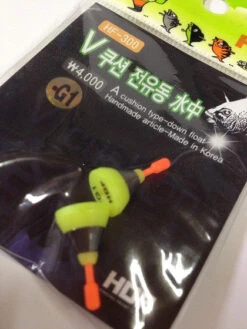 HF-300
V쿠션 전유동 水中
₩4,000
-G1
A cushion type-down float
Handmade article-Made in Korea